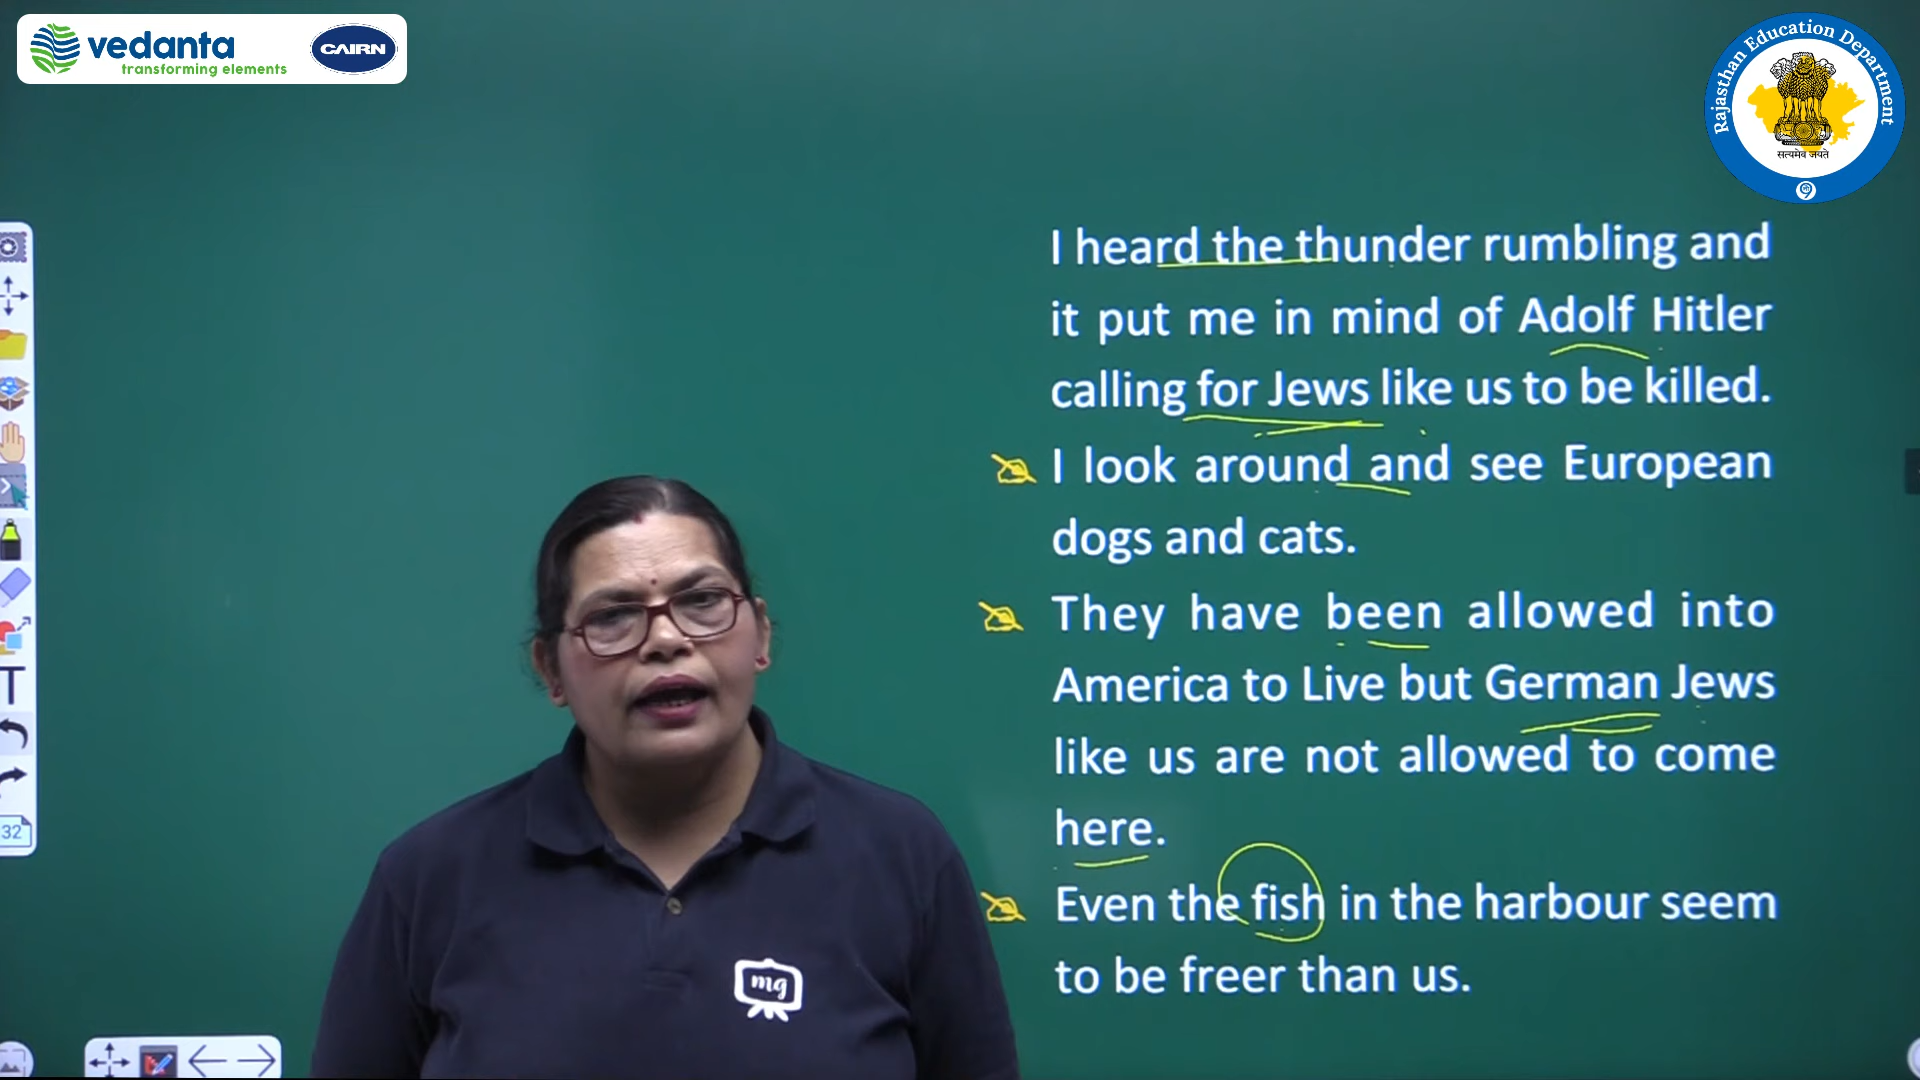 vedanta
transforming elements
CAIRN
Rajasthan Education Department
सत्यमेव जयते
I heard the thunder rumbling and
it put me in mind of Adolf Hitler
calling for Jews like us to be killed.
I look around and see European
dogs and cats.
They have been allowed into
America to Live but German Jews
like us are not allowed to come
here.
Even the fish in the harbour seem
to be freer than us.
mg
T
32